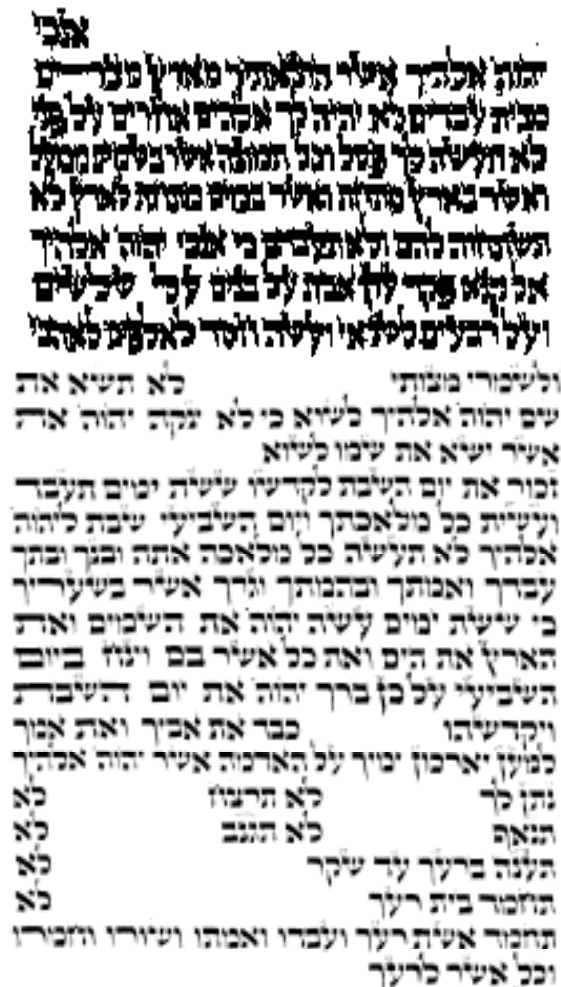 אנכי
יהוה אלהיך אשר הוצאתיך מארץ מצרים
מבית עבדים לא יהיה לך אלהים אחרים על פני
לא תעשה לך פסל וכל תמונה אשר בשמים ממעל
ואשר בארץ מתחת ואשר במים מתחת לארץ לא
תשתחוה להם ולא תעבדם כי אנכי יהוה אלהיך
אל קנא פקד עון אבת על בנים על שלשים
ועל רבעים לשנאי ועשה חסד לאלפים לאהבי
ולשמרי מצותי לא תשא את
שם יהוה אלהיך לשוא כי לא ינקה יהוה את
אשר ישא את שמו לשוא
זכור את יום השבת לקדשו ששת ימים תעבד
ועשית כל מלאכתך ויום השביעי שבת ליהוה
אלהיך לא תעשה כל מלאכה אתה ובנך ובתך
עבדך ואמתך ובהמתך וגרך אשר בשעריך
כי ששת ימים עשה יהוה את השמים ואת
הארץ את הים ואת כל אשר בם וינח ביום
השביעי על כן ברך יהוה את יום השבת
ויקדשהו כבד את אביך ואת אמך
למען יארכון ימיך על האדמה אשר יהוה אלהיך
נתן לך לא תרצח לא
תנאף לא תגנב לא
תענה ברעך עד שקר לא
תחמד בית רעך לא
תחמד אשת רעך ועבדו ואמתו ושורו וחמרו
וכל אשר לרעך